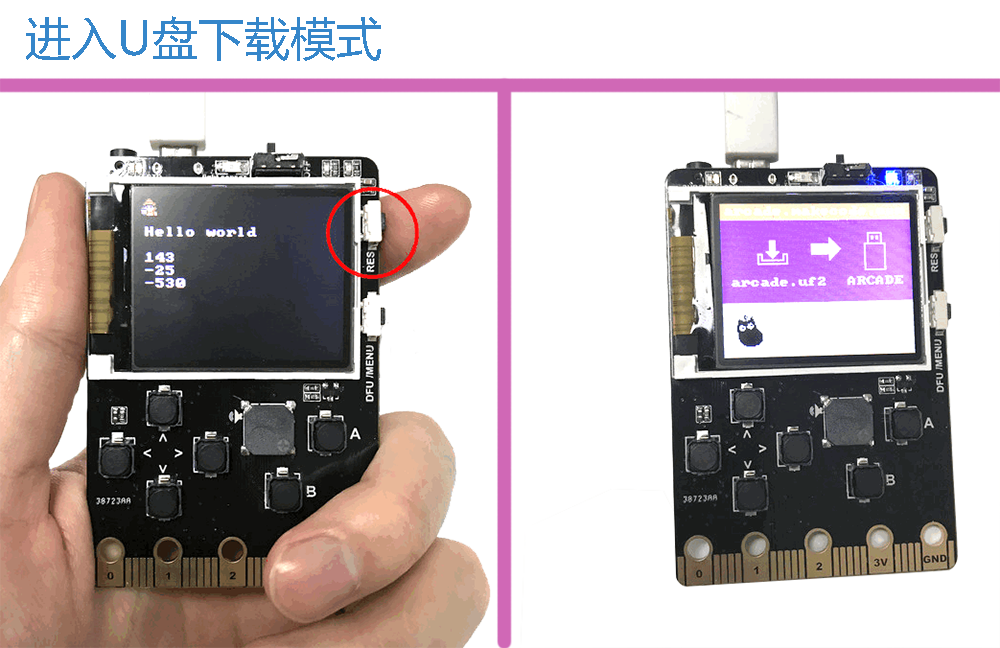 进入U盘下载模式
Hello world
143
-25
-530
RES
DFU /MENU
A
B
38723AA
0
1
2
arcade.uf2
ARCADE
RES
DFU /MENU
A
B
38723AA
0
1
2
3V
GND